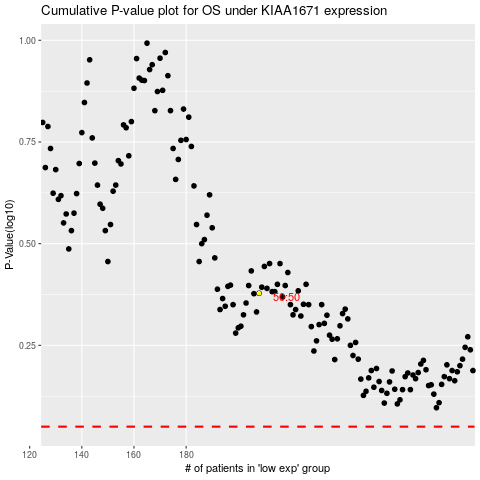 Cumulative P-value plot for OS under KIAA1671 expression
1.00
0.75
0.50
0.25
P-Value(log10)
50:50
120 140 160 180
# of patients in 'low exp' group